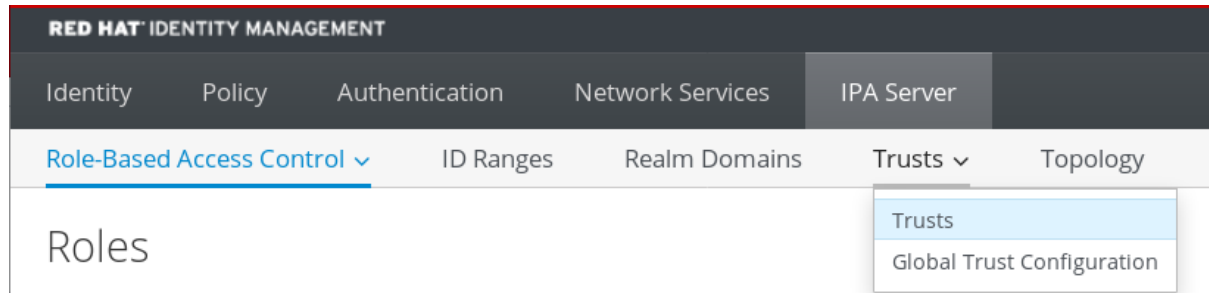 RED HAT® IDENTITY MANAGEMENT
Identity Policy Authentication Network Services IPA Server
Role-Based Access Control ID Ranges Realm Domains Trusts Topology
Trusts
Roles
Global Trust Configuration